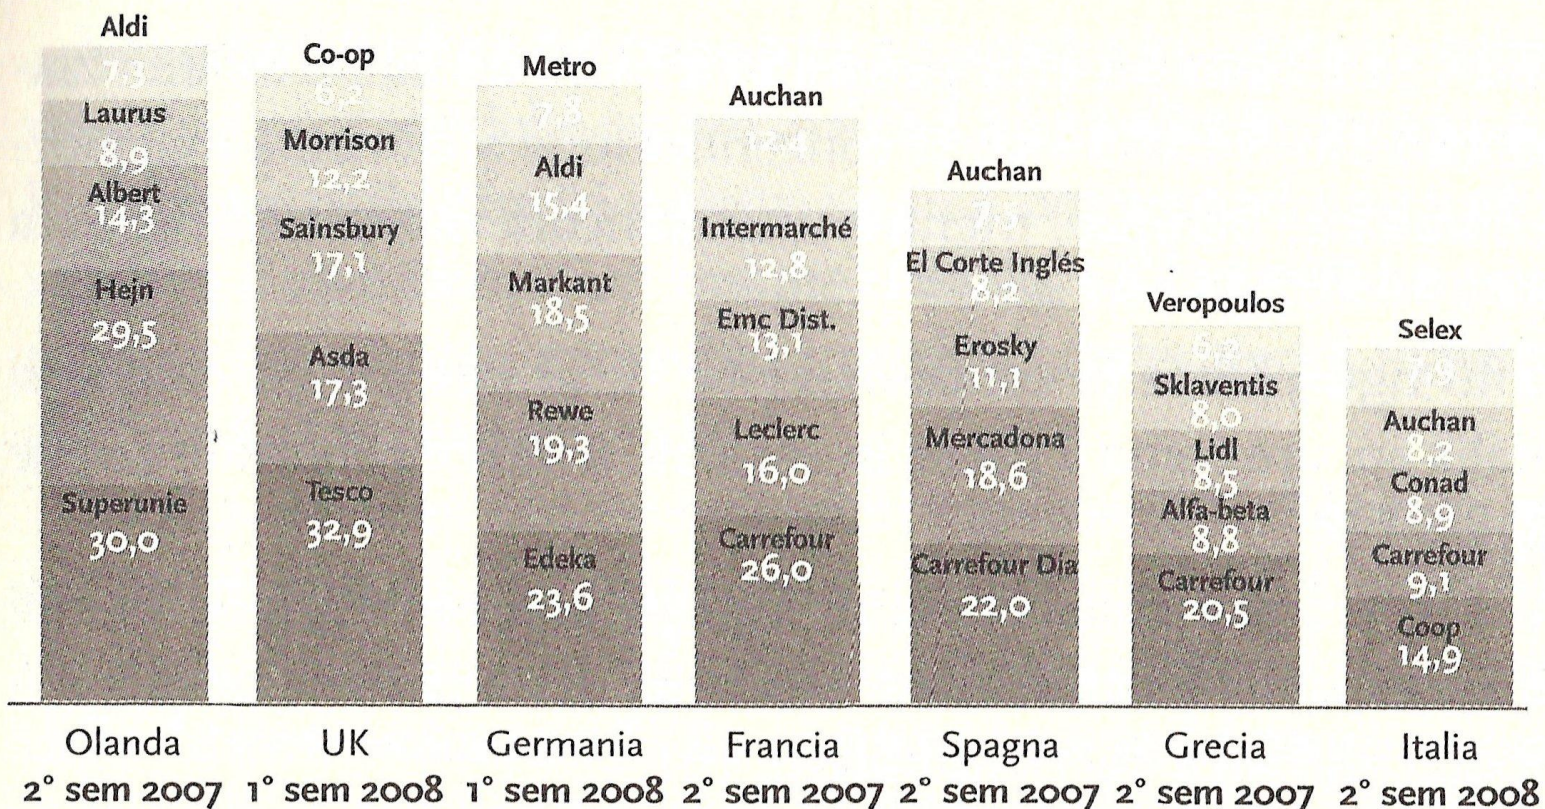 Aldi
7,3
Laurus
8,9
Albert
14,3
Hejn
29,5
Superunie
30,0
Olanda
2° sem 2007
Co-op
6,2
Morrison
12,2
Sainsbury
17,1
Asda
17,3
Tesco
32,9
UK
1° sem 2008
Metro
7,8
Aldi
15,4
Markant
18,5
Rewe
19,3
Edeka
23,6
Germania
1° sem 2008
Auchan
12,4
Intermarché
12,8
Emc Dist.
13,1
Leclerc
16,0
Carrefour
26,0
Francia
2° sem 2007
Auchan
El Corte Inglés
8,2
Erosky
11,1
Mercadona
18,6
Carrefour Dia
22,0
Spagna
2° sem 2007
Veropoulos
Sklaventis
8,0
Lidl
8,5
Alfa-beta
8,8
Carrefour
20,5
Grecia
2° sem 2007
Selex
7,9
Auchan
8,2
Conad
8,9
Carrefour
9,1
Coop
14,9
Italia
2° sem 2008